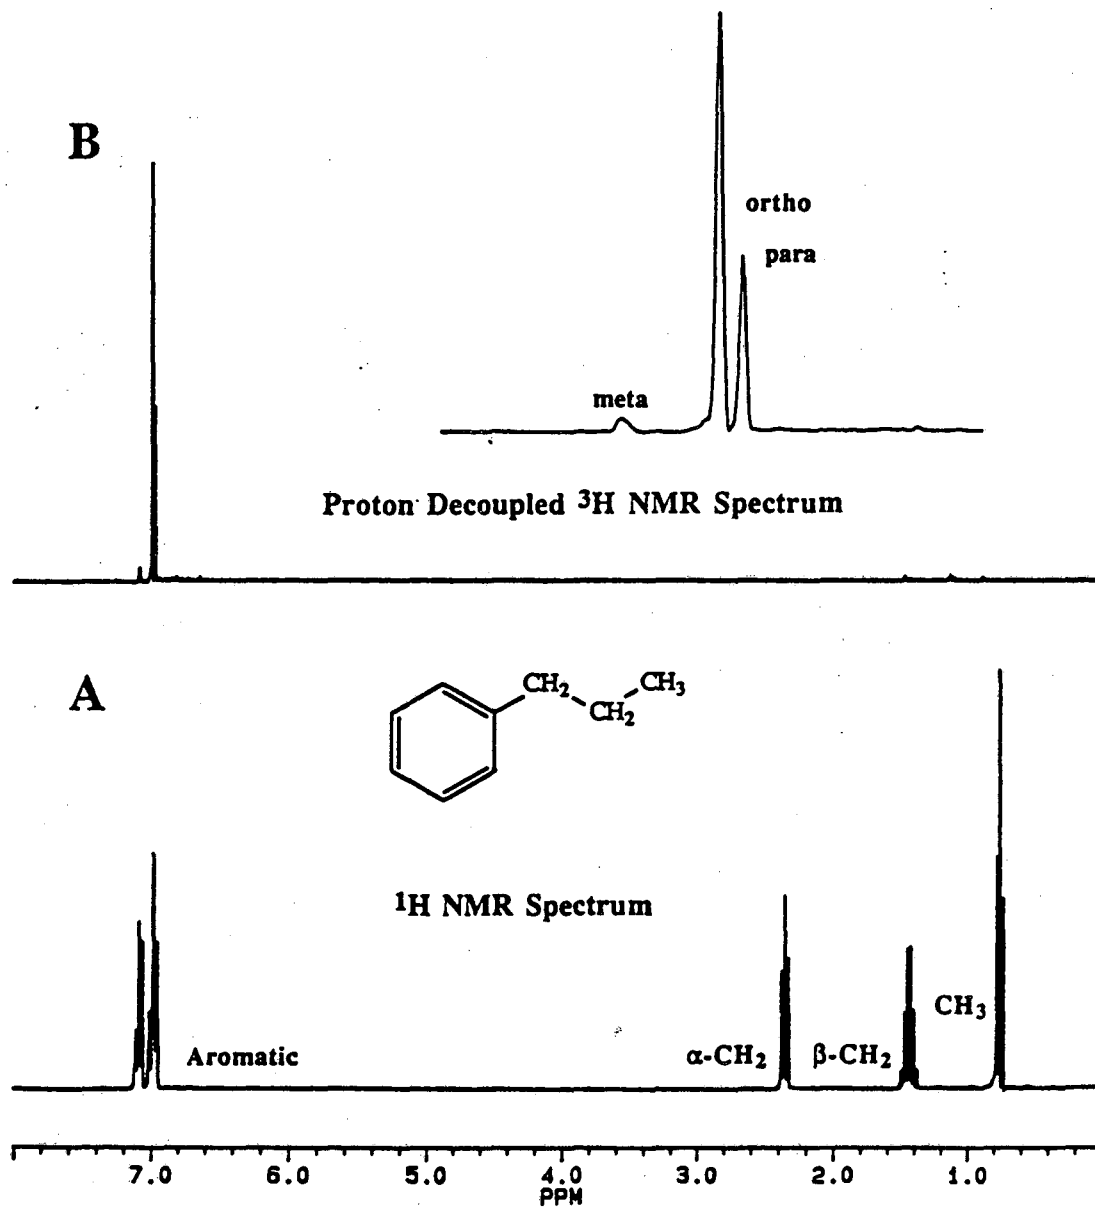 B
ortho
para
meta
Proton Decoupled ³H NMR Spectrum
A
CH₂
CH₂
CH₃
¹H NMR Spectrum
Aromatic
α-CH₂
β-CH₂
CH₃
7.0 6.0 5.0 4.0 3.0 2.0 1.0
PPM